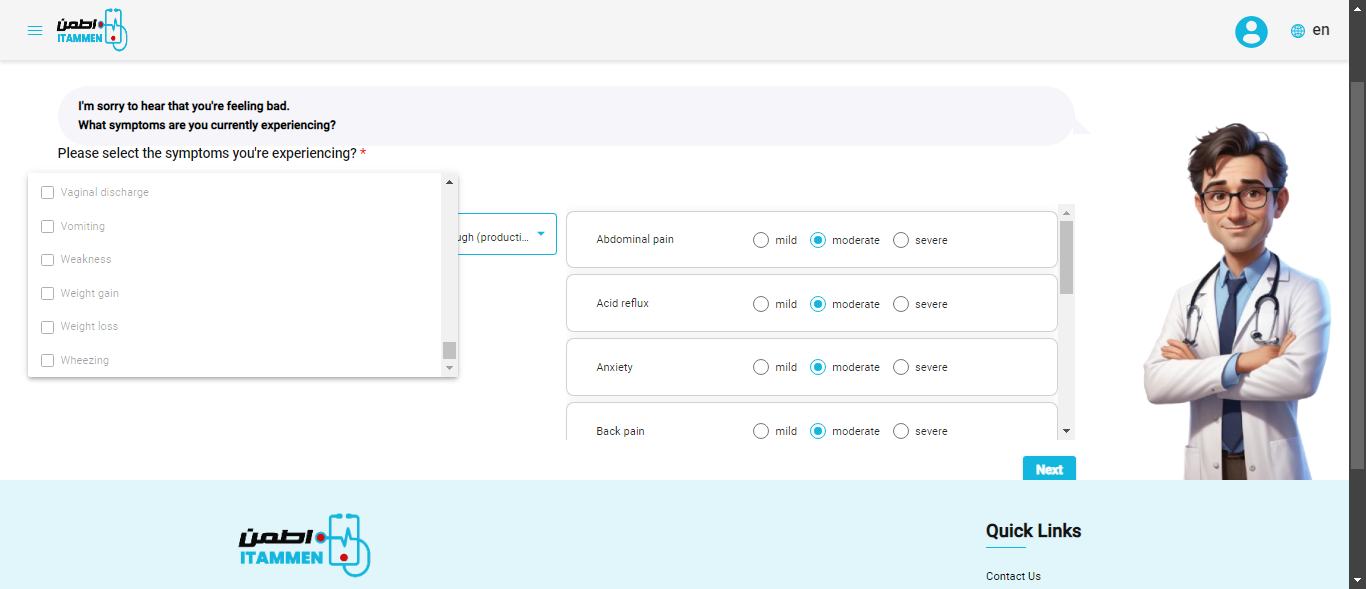 اطمن
ITAMMEN
en
I'm sorry to hear that you're feeling bad.
What symptoms are you currently experiencing?
Please select the symptoms you're experiencing? *
Vaginal discharge
Vomiting
Weakness
Weight gain
Weight loss
Wheezing
ugh (producti...
Abdominal pain mild moderate severe
Acid reflux mild moderate severe
Anxiety mild moderate severe
Back pain mild moderate severe
Next
اطمن
ITAMMEN
Quick Links
Contact Us